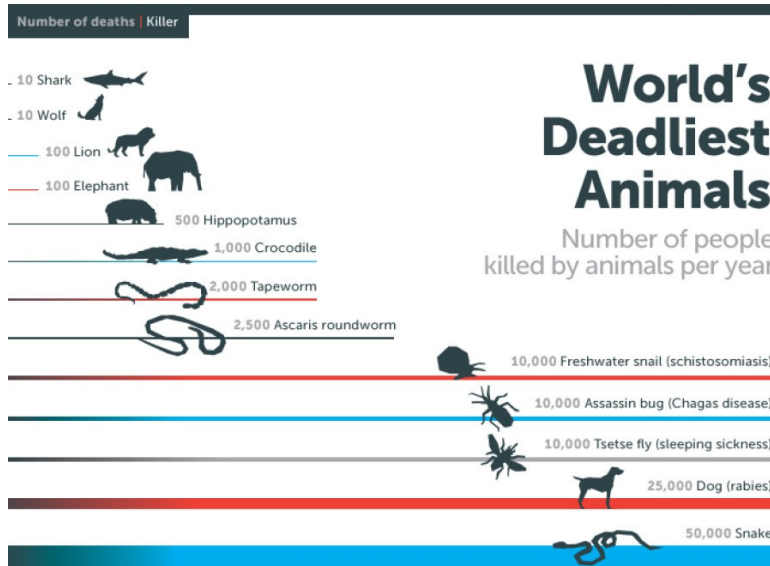 Number of deaths | Killer
World's
Deadliest
Animals
Number of people
killed by animals per year
10 Shark
10 Wolf
100 Lion
100 Elephant
500 Hippopotamus
1,000 Crocodile
2,000 Tapeworm
2,500 Ascaris roundworm
10,000 Freshwater snail (schistosomiasis)
10,000 Assassin bug (Chagas disease)
10,000 Tsetse fly (sleeping sickness)
25,000 Dog (rabies)
50,000 Snake